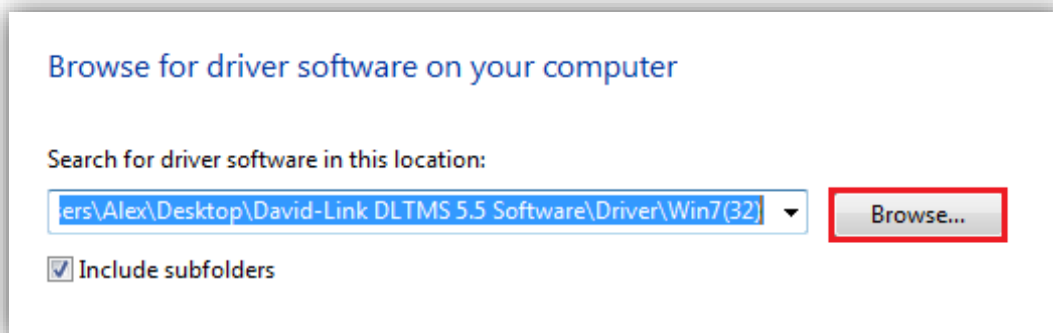 Browse for driver software on your computer
Search for driver software in this location:
sers\Alex\Desktop\David-Link DLTMS 5.5 Software\Driver\Win7(32) Browse...
Include subfolders